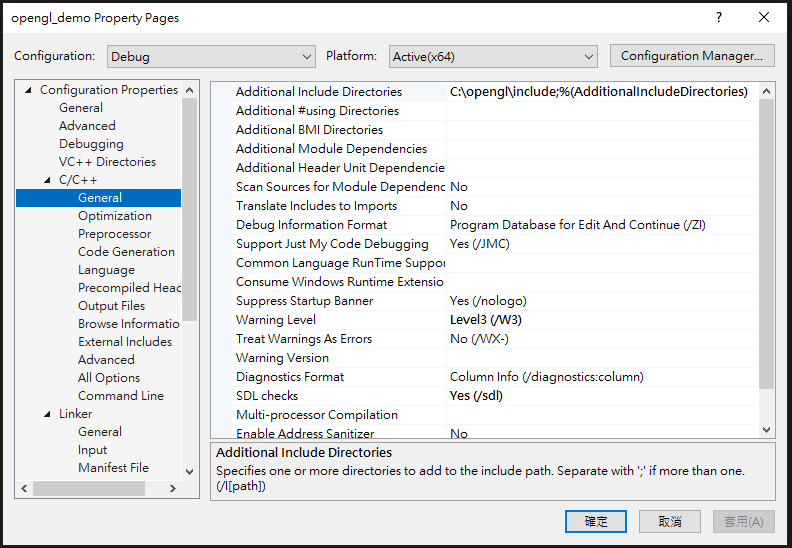 opengl_demo Property Pages
?
Configuration:
Debug
Platform:
Active(x64)
Configuration Manager...
Configuration Properties
General
Advanced
Debugging
VC++ Directories
C/C++
General
Optimization
Preprocessor
Code Generation
Language
Precompiled Head
Output Files
Browse Informatio
External Includes
Advanced
All Options
Command Line
Linker
General
Input
Manifest File
Additional Include Directories C:\opengl\include;%(AdditionalIncludeDirectories)
Additional #using Directories
Additional BMI Directories
Additional Module Dependencies
Additional Header Unit Dependencie
Scan Sources for Module Dependenc No
Translate Includes to Imports No
Debug Information Format Program Database for Edit And Continue (/ZI)
Support Just My Code Debugging Yes (/JMC)
Common Language RunTime Suppor
Consume Windows Runtime Extensio
Suppress Startup Banner Yes (/nologo)
Warning Level Level3 (/W3)
Treat Warnings As Errors No (/WX-)
Warning Version
Diagnostics Format Column Info (/diagnostics:column)
SDL checks Yes (/sdl)
Multi-processor Compilation
Enable Address Sanitizer No
Additional Include Directories
Specifies one or more directories to add to the include path. Separate with ';' if more than one.
(/I[path])
確定
取消
套用(A)